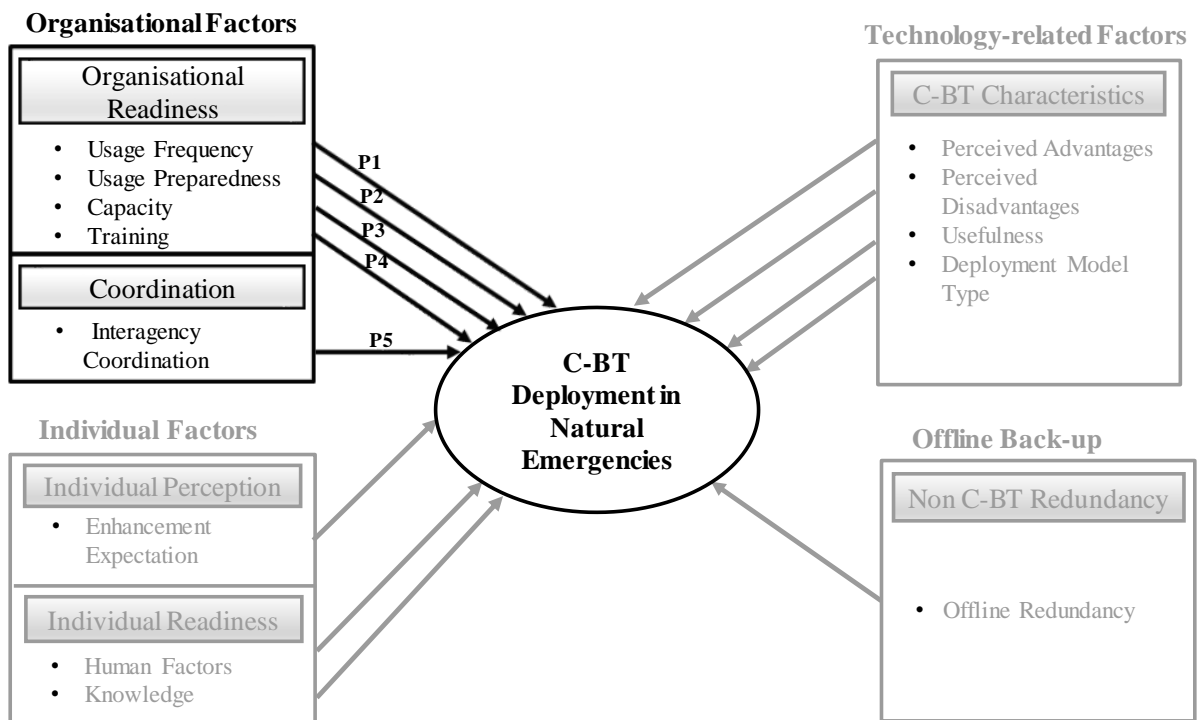 Organisational Factors
Organisational
Readiness
• Usage Frequency
• Usage Preparedness
• Capacity
• Training
Coordination
• Interagency
Coordination
P1
P2
P3
P4
P5
Technology-related Factors
C-BT Characteristics
• Perceived Advantages
• Perceived
Disadvantages
• Usefulness
• Deployment Model
Type
C-BT
Deployment in
Natural
Emergencies
Individual Factors
Individual Perception
• Enhancement
Expectation
Individual Readiness
• Human Factors
• Knowledge
Offline Back-up
Non C-BT Redundancy
• Offline Redundancy